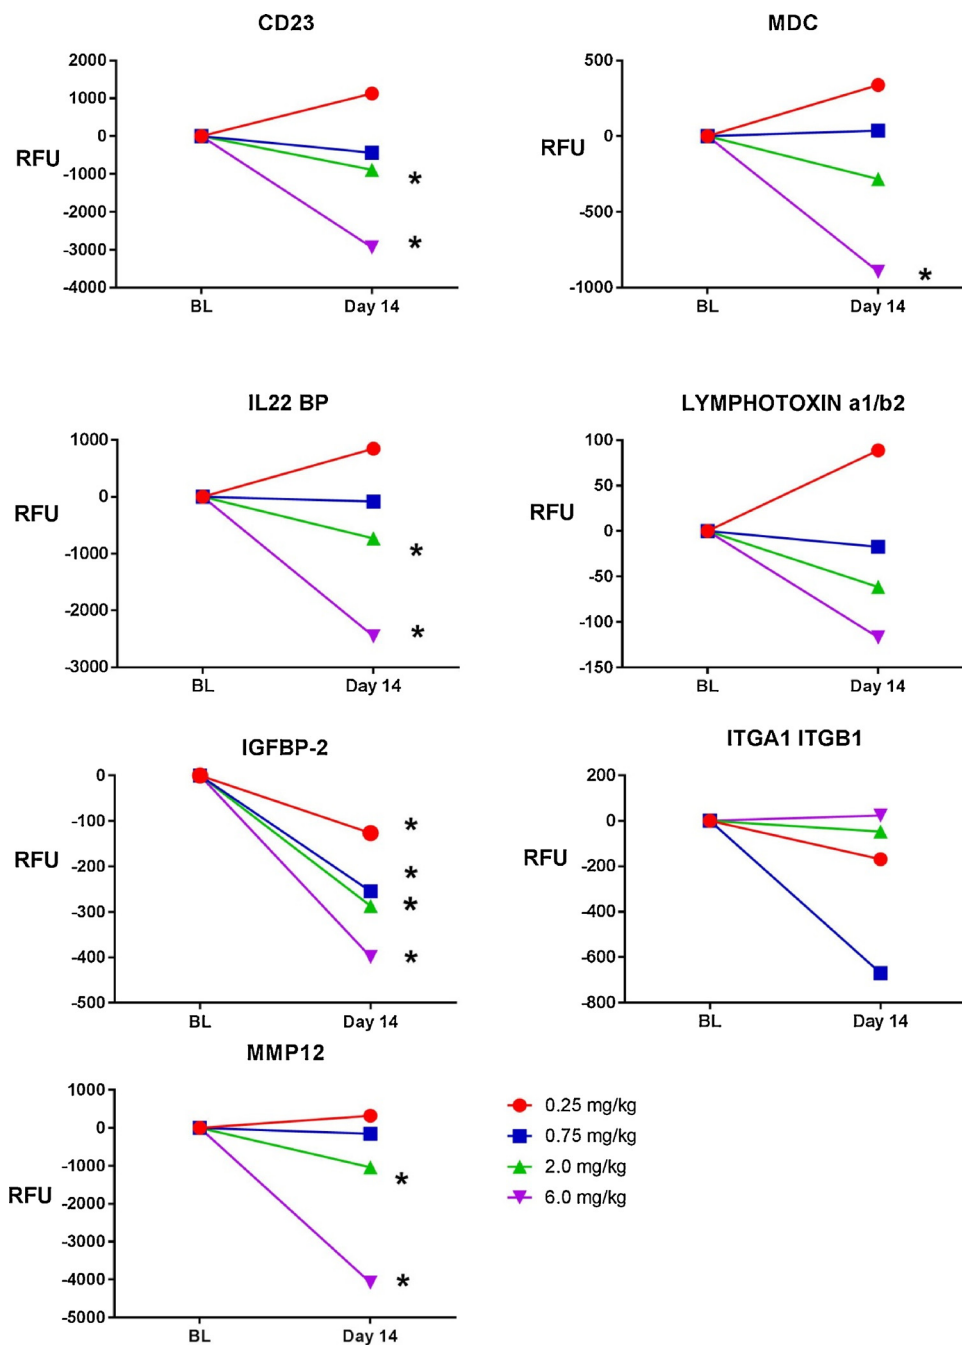 CD23
2000
1000
0
-1000
-2000
-3000
-4000
RFU
BL Day 14
*
*
MDC
500
0
-500
-1000
RFU
BL Day 14
*
IL22 BP
1000
0
-1000
-2000
-3000
RFU
BL Day 14
*
*
LYMPHOTOXIN a1/b2
100
50
0
-50
-100
-150
RFU
BL Day 14
IGFBP-2
0
-100
-200
-300
-400
-500
RFU
BL Day 14
*
*
*
*
ITGA1 ITGB1
200
0
-200
-400
-600
-800
RFU
BL Day 14
MMP12
1000
0
-1000
-2000
-3000
-4000
-5000
RFU
BL Day 14
*
*
0.25 mg/kg
0.75 mg/kg
2.0 mg/kg
6.0 mg/kg